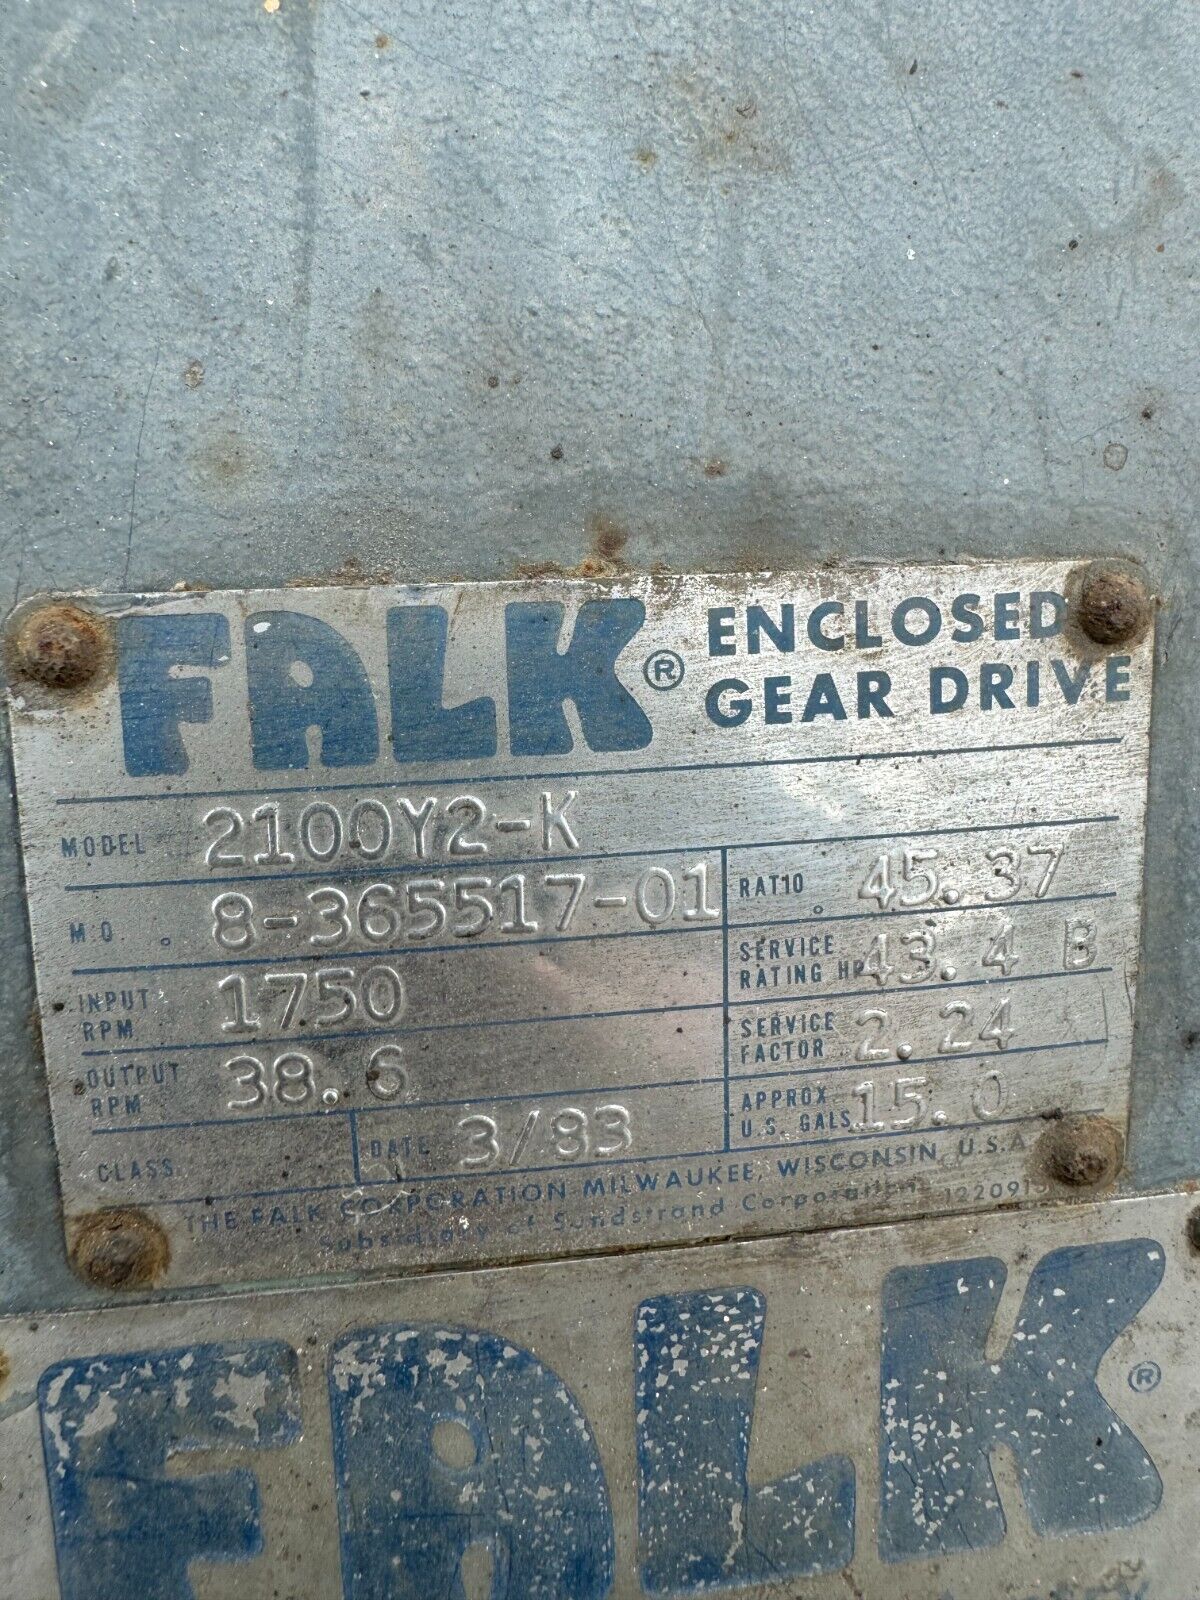 FALK® ENCLOSED
GEAR DRIVE
MODEL 2100Y2-K
M.O. 8-365517-01
RATIO 45.37
INPUT RPM 1750
SERVICE RATING HP 43.4 B
OUTPUT RPM 38.6
SERVICE FACTOR 2.24
CLASS
DATE 3/83
APPROX U.S. GALS. 15.0
THE FALK CORPORATION MILWAUKEE, WISCONSIN, U.S.A.
Subsidiary of Sundstrand Corporation
FALK®